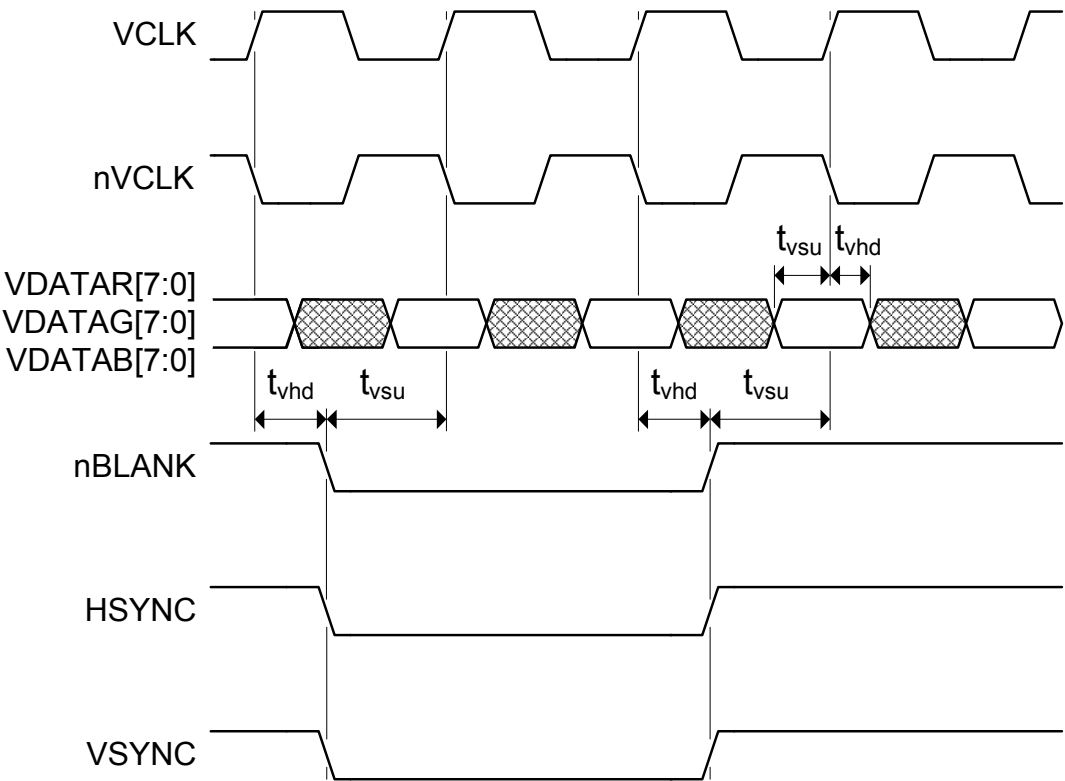 VCLK
nVCLK
tvsu tvhd
VDATAR[7:0]
VDATAG[7:0]
VDATAB[7:0]
tvhd tvsu tvhd tvsu
nBLANK
HSYNC
VSYNC